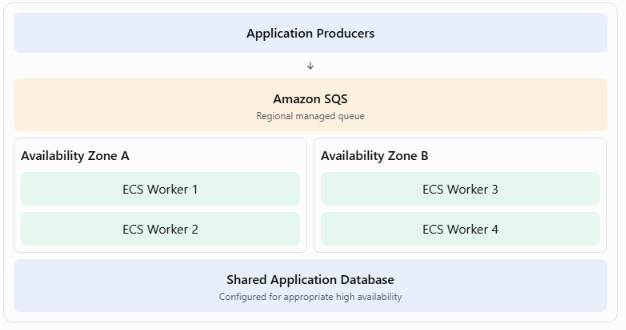 Application Producers
↓
Amazon SQS
Regional managed queue
Availability Zone A
ECS Worker 1
ECS Worker 2
Availability Zone B
ECS Worker 3
ECS Worker 4
Shared Application Database
Configured for appropriate high availability